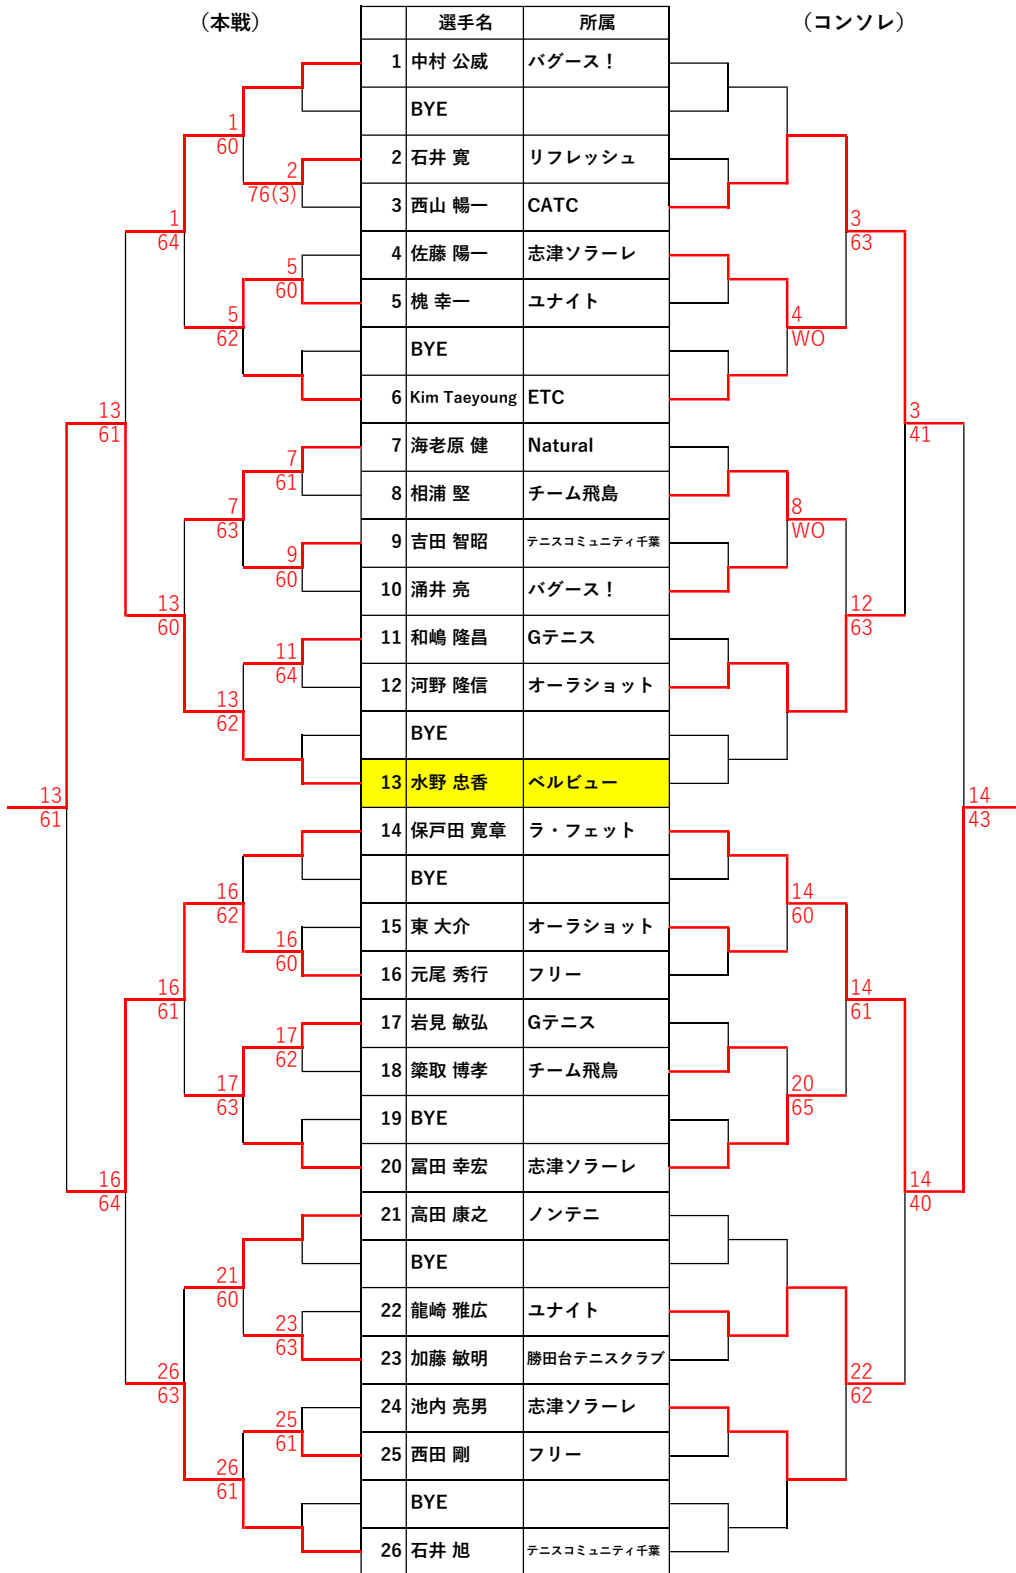 （本戦）
選手名 所属
（コンソレ）
1 中村 公威 バグース！
BYE
1
60
2 石井 寛 リフレッシュ
2
76(3)
3 西山 暢一 CATC
1
64
3
63
4 佐藤 陽一 志津ソラーレ
5
60
5 槐 幸一 ユナイト
5
62
4
WO
BYE
6 Kim Taeyoung ETC
13
61
3
41
7 海老原 健 Natural
7
61
8 相浦 堅 チーム飛島
7
63
8
WO
9 吉田 智昭 テニスコミュニティ千葉
9
60
10 涌井 亮 バグース！
13
60
12
63
11 和嶋 隆昌 Gテニス
11
64
12 河野 隆信 オーラショット
13
62
BYE
13 水野 忠香 ベルビュー
13
61
14
43
14 保戸田 寛章 ラ・フェット
BYE
16
62
14
60
15 東 大介 オーラショット
16
60
16 元尾 秀行 フリー
16
61
14
61
17 岩見 敏弘 Gテニス
17
62
18 簗取 博孝 チーム飛鳥
17
63
20
65
19 BYE
20 冨田 幸宏 志津ソラーレ
16
64
14
40
21 高田 康之 ノンテニ
BYE
21
60
22 龍崎 雅広 ユナイト
23
63
23 加藤 敏明 勝田台テニスクラブ
26
63
22
62
24 池内 亮男 志津ソラーレ
25
61
25 西田 剛 フリー
26
61
BYE
26 石井 旭 テニスコミュニティ千葉